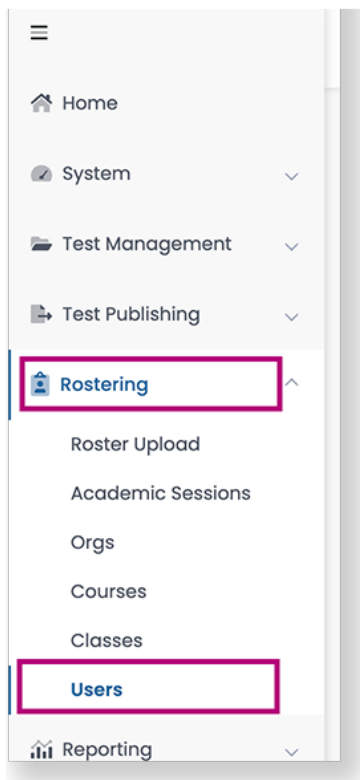 Home
System
Test Management
Test Publishing
Rostering
Roster Upload
Academic Sessions
Orgs
Courses
Classes
Users
Reporting